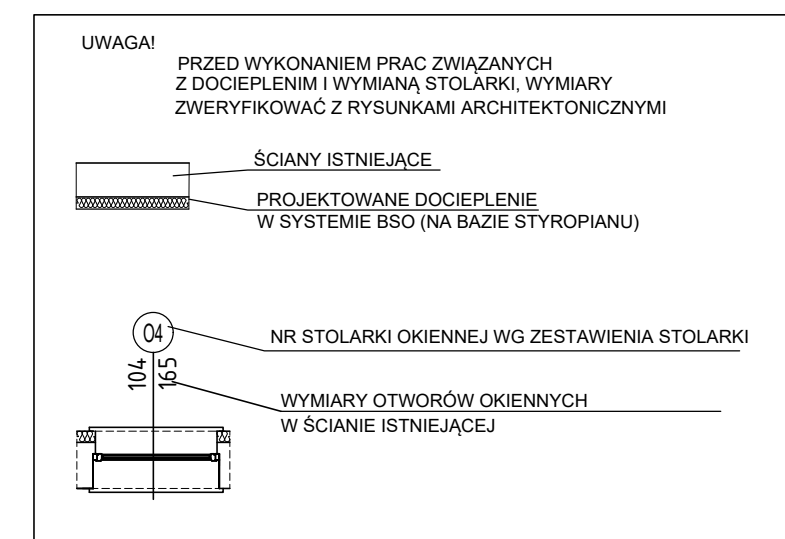 UWAGA!
PRZED WYKONANIEM PRAC ZWIĄZANYCH
Z DOCIEPLENIM I WYMIANĄ STOLARKI, WYMIARY
ZWERYFIKOWAĆ Z RYSUNKAMI ARCHITEKTONICZNYMI
ŚCIANY ISTNIEJĄCE
PROJEKTOWANE DOCIEPLENIE
W SYSTEMIE BSO (NA BAZIE STYROPIANU)
O4
NR STOLARKI OKIENNEJ WG ZESTAWIENIA STOLARKI
104
165
WYMIARY OTWORÓW OKIENNYCH
W ŚCIANIE ISTNIEJĄCEJ